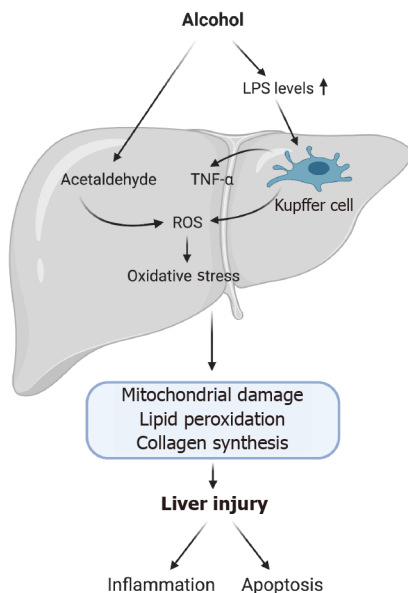 Alcohol
LPS levels ↑
Acetaldehyde
TNF-α
Kupffer cell
ROS
Oxidative stress
Mitochondrial damage
Lipid peroxidation
Collagen synthesis
Liver injury
Inflammation
Apoptosis